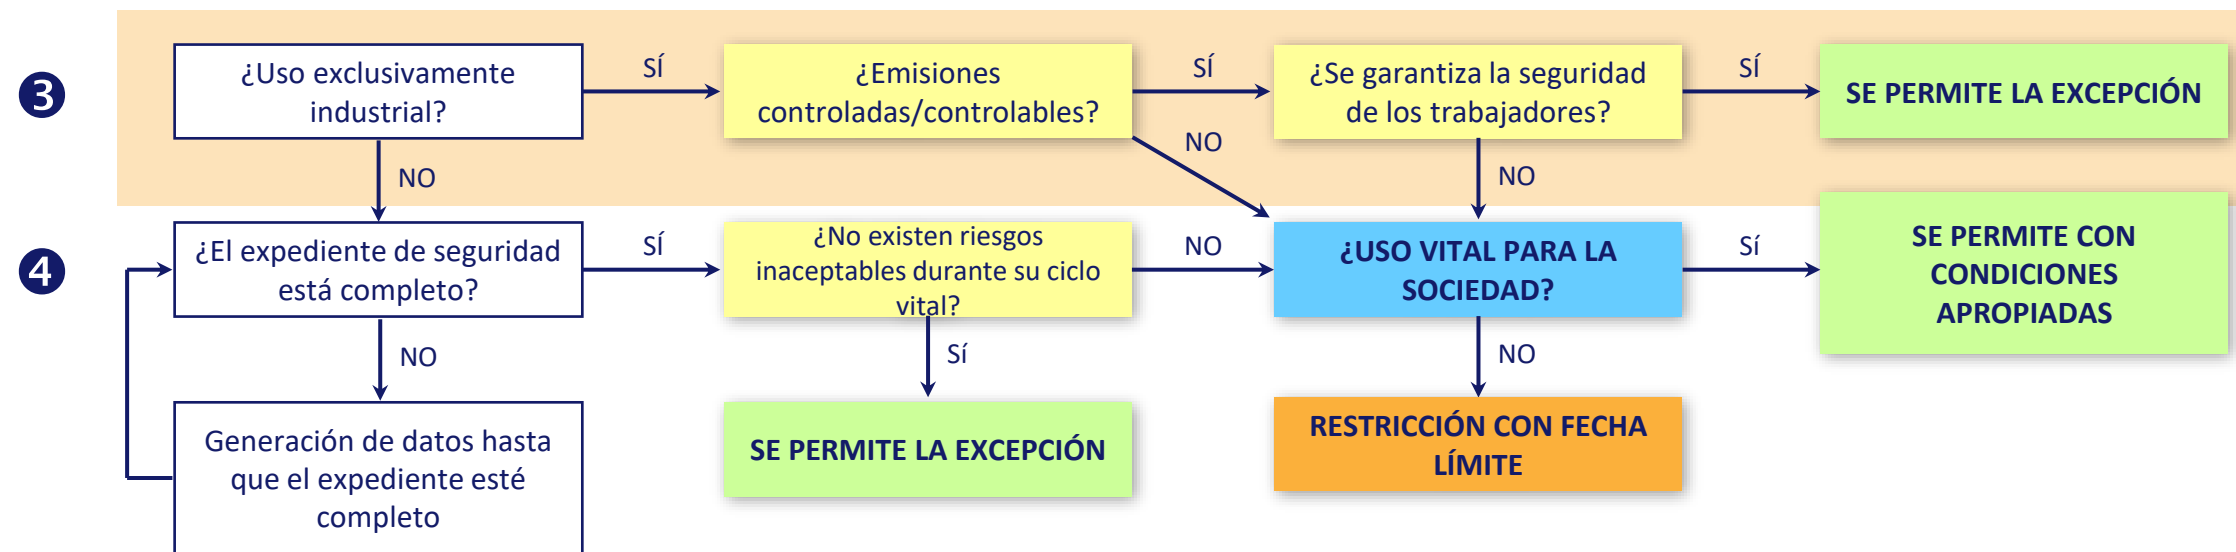 3
¿Uso exclusivamente
industrial?
SÍ
¿Emisiones
controladas/controlables?
SÍ
¿Se garantiza la seguridad
de los trabajadores?
SÍ
SE PERMITE LA EXCEPCIÓN
NO
NO
NO
4
¿El expediente de seguridad
está completo?
SÍ
¿No existen riesgos
inaceptables durante su ciclo
vital?
NO
¿USO VITAL PARA LA
SOCIEDAD?
Sí
SE PERMITE CON
CONDICIONES
APROPIADAS
NO
Sí
NO
Generación de datos hasta
que el expediente esté
completo
SE PERMITE LA EXCEPCIÓN
RESTRICCIÓN CON FECHA
LÍMITE